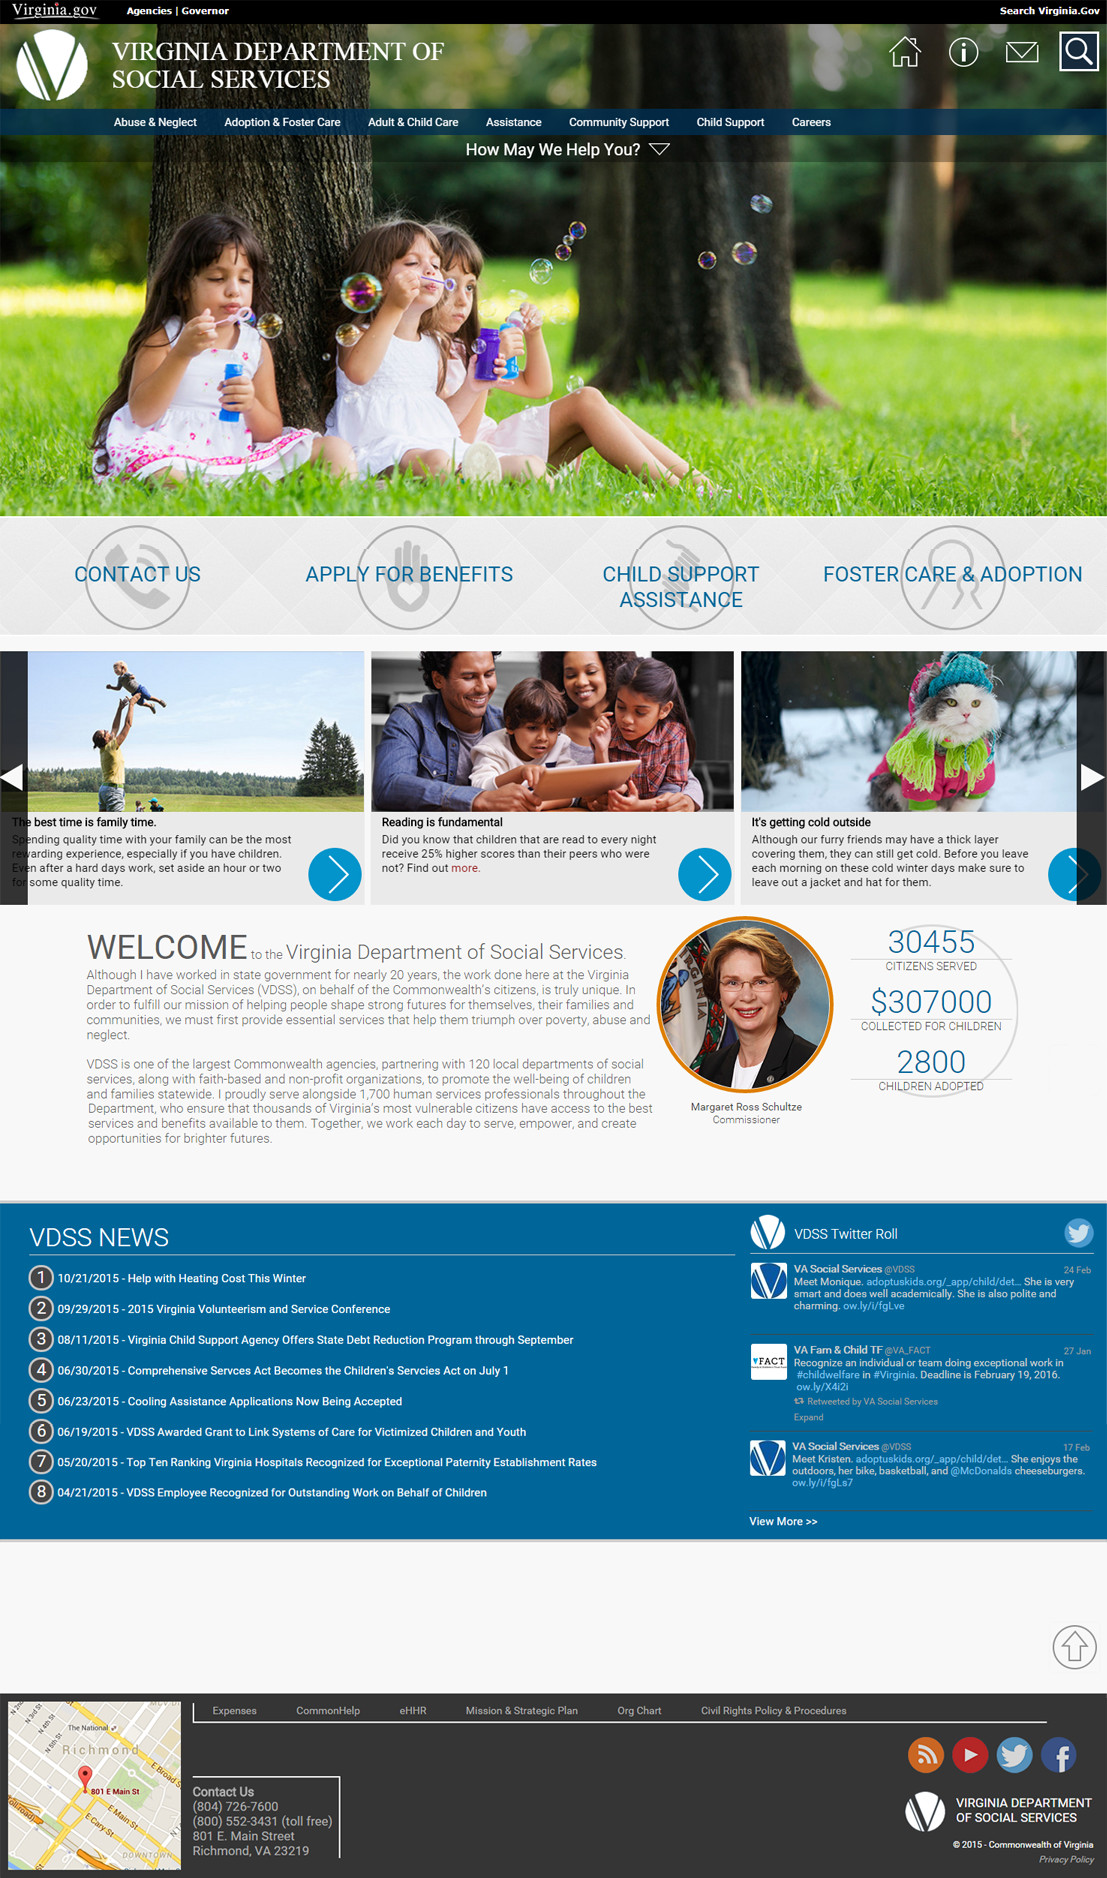 Virginia.gov Agencies | Governor Search Virginia.Gov
VIRGINIA DEPARTMENT OF
SOCIAL SERVICES
Abuse & Neglect Adoption & Foster Care Adult & Child Care Assistance Community Support Child Support Careers
How May We Help You?
CONTACT US
APPLY FOR BENEFITS
CHILD SUPPORT
ASSISTANCE
FOSTER CARE & ADOPTION
The best time is family time.
Spending quality time with your family can be the most
rewarding experience, especially if you have children.
Even after a hard days work, set aside an hour or two
for some quality time.
Reading is fundamental
Did you know that children that are read to every night
receive 25% higher scores than their peers who were
not? Find out more.
It's getting cold outside
Although our furry friends may have a thick layer
covering them, they can still get cold. Before you leave
each morning on these cold winter days make sure to
leave out a jacket and hat for them.
WELCOME to the Virginia Department of Social Services.
Although I have worked in state government for nearly 20 years, the work done here at the Virginia
Department of Social Services (VDSS), on behalf of the Commonwealth's citizens, is truly unique. In
order to fulfill our mission of helping people shape strong futures for themselves, their families and
communities, we must first provide essential services that help them triumph over poverty, abuse and
neglect.
VDSS is one of the largest Commonwealth agencies, partnering with 120 local departments of social
services, along with faith-based and non-profit organizations, to promote the well-being of children
and families statewide. I proudly serve alongside 1,700 human services professionals throughout the
Department, who ensure that thousands of Virginia's most vulnerable citizens have access to the best
services and benefits available to them. Together, we work each day to serve, empower, and create
opportunities for brighter futures.
Margaret Ross Schultze
Commissioner
30455
CITIZENS SERVED
$307000
COLLECTED FOR CHILDREN
2800
CHILDREN ADOPTED
VDSS NEWS
1 10/21/2015 - Help with Heating Cost This Winter
2 09/29/2015 - 2015 Virginia Volunteerism and Service Conference
3 08/11/2015 - Virginia Child Support Agency Offers State Debt Reduction Program through September
4 06/30/2015 - Comprehensive Servces Act Becomes the Children's Servcies Act on July 1
5 06/23/2015 - Cooling Assistance Applications Now Being Accepted
6 06/19/2015 - VDSS Awarded Grant to Link Systems of Care for Victimized Children and Youth
7 05/20/2015 - Top Ten Ranking Virginia Hospitals Recognized for Exceptional Paternity Establishment Rates
8 04/21/2015 - VDSS Employee Recognized for Outstanding Work on Behalf of Children
VDSS Twitter Roll
VA Social Services @VDSS 24 Feb
Meet Monique. adoptuskids.org/_app/child/det... She is very
smart and does well academically. She is also polite and
charming. ow.ly/i/fgLve
FACT
VA Fam & Child TF @VA_FACT 27 Jan
Recognize an individual or team doing exceptional work in
#childwelfare in #Virginia. Deadline is February 19, 2016.
ow.ly/X4i2i
Retweeted by VA Social Services
Expand
VA Social Services @VDSS 17 Feb
Meet Kristen. adoptuskids.org/_app/child/det... She enjoys the
outdoors, her bike, basketball, and @McDonalds cheeseburgers.
ow.ly/i/fgLs7
View More >>
Expenses CommonHelp eHHR Mission & Strategic Plan Org Chart Civil Rights Policy & Procedures
N 4th St
N 5th St
The National
Richmond
E Broad S
801 E Main St
E Main St
E Cary St
DOWNTOWN
Contact Us
(804) 726-7600
(800) 552-3431 (toll free)
801 E. Main Street
Richmond, VA 23219
VIRGINIA DEPARTMENT
OF SOCIAL SERVICES
© 2015 - Commonwealth of Virginia
Privacy Policy